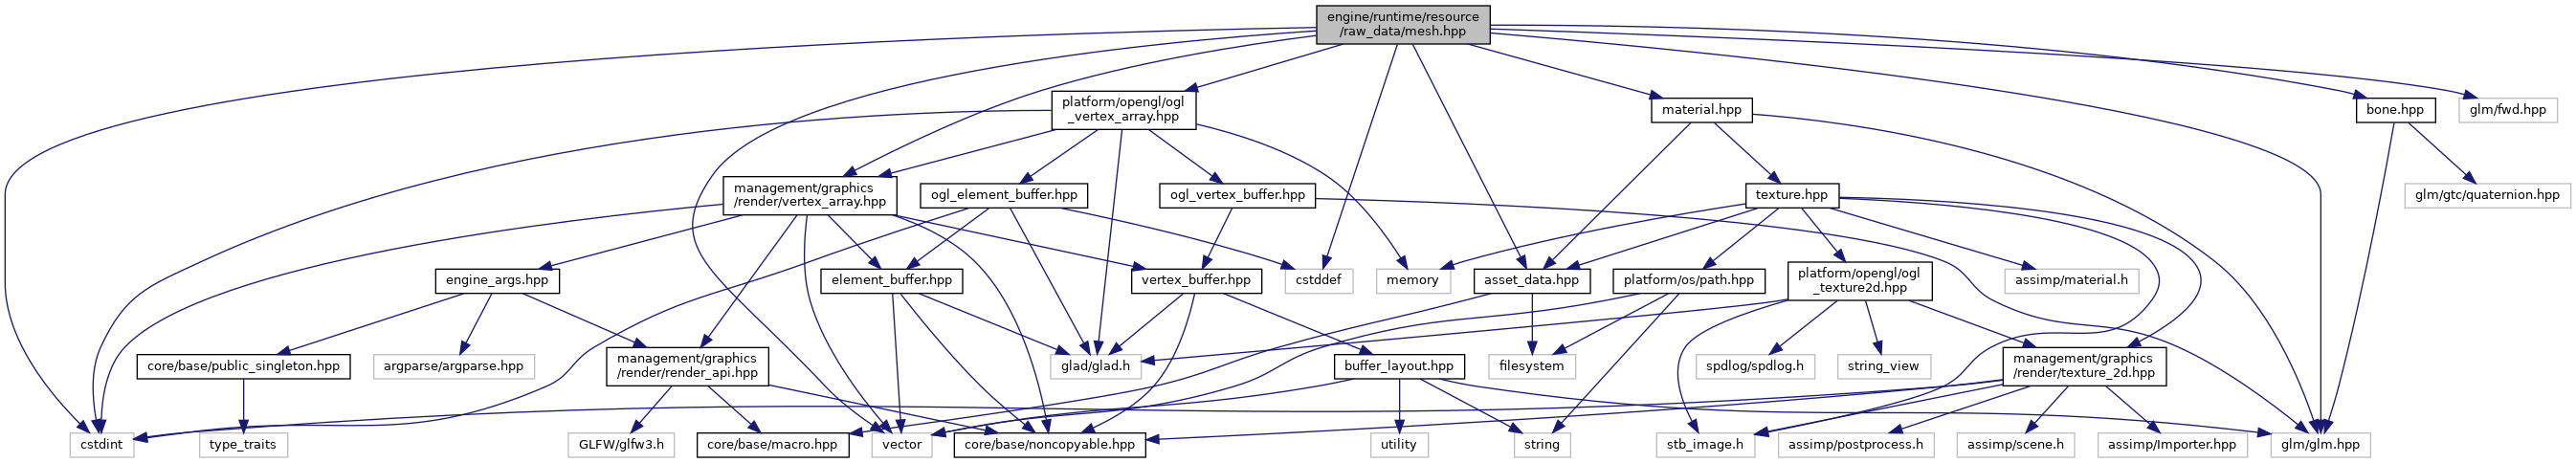 engine/runtime/resource
/raw_data/mesh.hpp
platform/opengl/ogl
_vertex_array.hpp
material.hpp
bone.hpp
glm/fwd.hpp
management/graphics
/render/vertex_array.hpp
ogl_element_buffer.hpp
ogl_vertex_buffer.hpp
texture.hpp
glm/gtc/quaternion.hpp
engine_args.hpp
element_buffer.hpp
vertex_buffer.hpp
cstddef
memory
asset_data.hpp
platform/os/path.hpp
platform/opengl/ogl
_texture2d.hpp
assimp/material.h
core/base/public_singleton.hpp
argparse/argparse.hpp
management/graphics
/render/render_api.hpp
glad/glad.h
buffer_layout.hpp
filesystem
spdlog/spdlog.h
string_view
management/graphics
/render/texture_2d.hpp
cstdint
type_traits
GLFW/glfw3.h
core/base/macro.hpp
vector
core/base/noncopyable.hpp
utility
string
stb_image.h
assimp/postprocess.h
assimp/scene.h
assimp/Importer.hpp
glm/glm.hpp